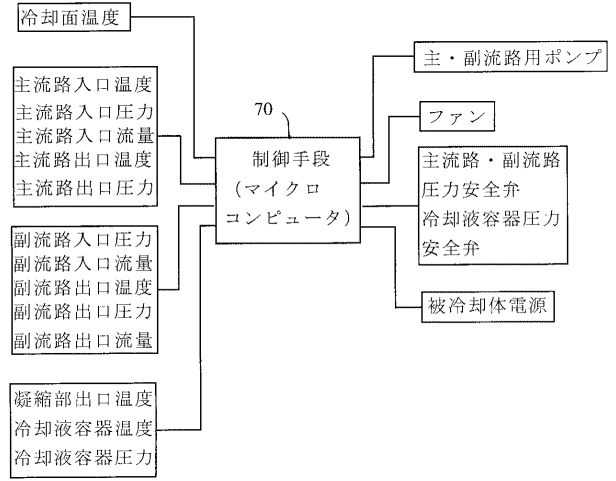 冷却面温度
主流路入口温度
主流路入口圧力
主流路入口流量
主流路出口温度
主流路出口圧力
副流路入口圧力
副流路入口流量
副流路出口温度
副流路出口圧力
副流路出口流量
凝縮部出口温度
冷却液容器温度
冷却液容器圧力
70
制御手段
(マイクロ
コンピュータ)
主・副流路用ポンプ
ファン
主流路・副流路
圧力安全弁
冷却液容器圧力
安全弁
被冷却体電源